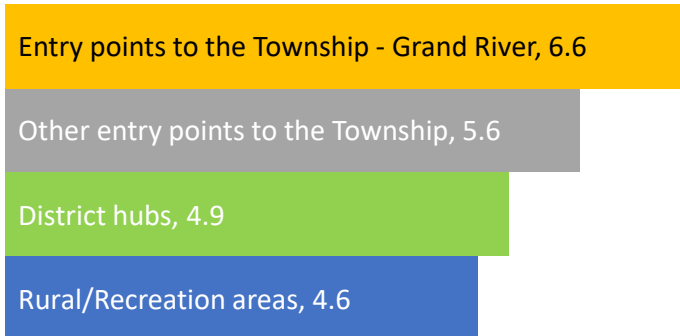 Entry points to the Township - Grand River, 6.6
Other entry points to the Township, 5.6
District hubs, 4.9
Rural/Recreation areas, 4.6